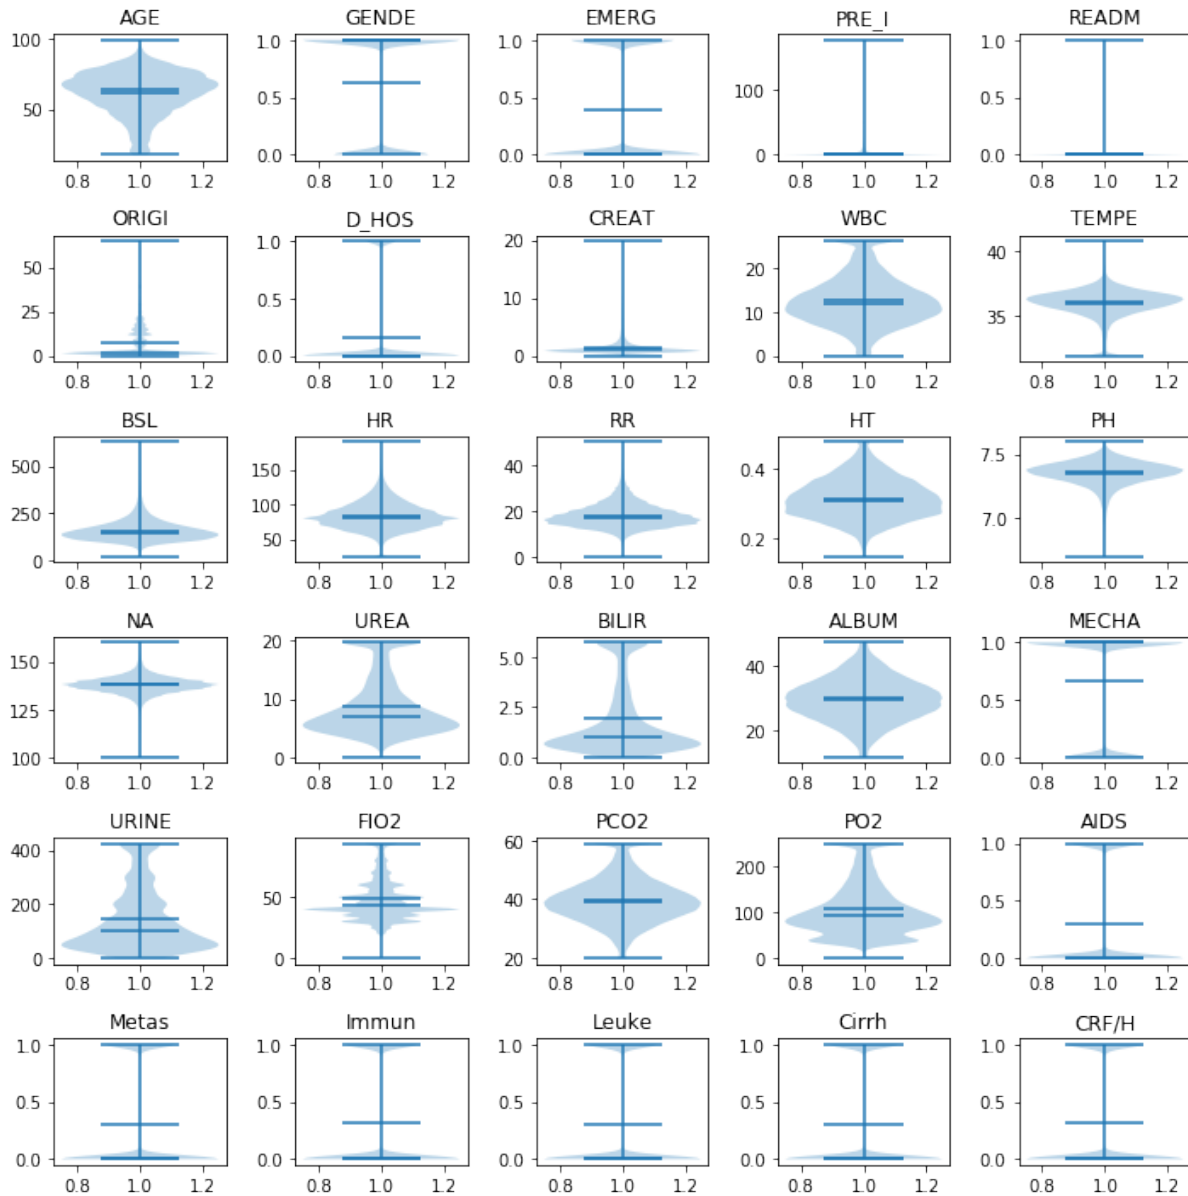 AGE GENDE EMERG PRE_I READM
100 1.0 1.0 1.0
100
50 0.5 0.5 0.5
0.0 0.0 0 0.0
0.8 1.0 1.2 0.8 1.0 1.2 0.8 1.0 1.2 0.8 1.0 1.2 0.8 1.0 1.2
ORIGI D_HOS CREAT WBC TEMPE
1.0 20 40
50 20
0.5 10 10 35
25
0 0.0 0 0
0.8 1.0 1.2 0.8 1.0 1.2 0.8 1.0 1.2 0.8 1.0 1.2 0.8 1.0 1.2
BSL HR RR HT PH
500 150 40 0.4 7.5
250 100 20 7.0
0 50 0 0.2
0.8 1.0 1.2 0.8 1.0 1.2 0.8 1.0 1.2 0.8 1.0 1.2 0.8 1.0 1.2
NA UREA BILIR ALBUM MECHA
150 20 5.0 40 1.0
125 10 2.5 20 0.5
100 0 0.0 0.0
0.8 1.0 1.2 0.8 1.0 1.2 0.8 1.0 1.2 0.8 1.0 1.2 0.8 1.0 1.2
URINE FIO2 PCO2 PO2 AIDS
400 60 200 1.0
200 50 40 100 0.5
0 0 20 0 0.0
0.8 1.0 1.2 0.8 1.0 1.2 0.8 1.0 1.2 0.8 1.0 1.2 0.8 1.0 1.2
Metas Immun Leuke Cirrh CRF/H
1.0 1.0 1.0 1.0 1.0
0.5 0.5 0.5 0.5 0.5
0.0 0.0 0.0 0.0 0.0
0.8 1.0 1.2 0.8 1.0 1.2 0.8 1.0 1.2 0.8 1.0 1.2 0.8 1.0 1.2